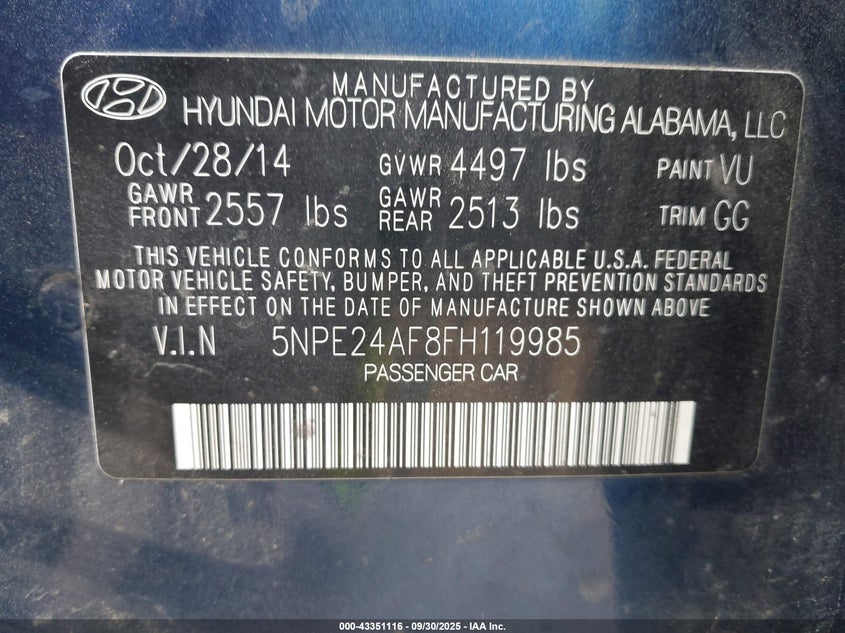 MANUFACTURED BY
HYUNDAI MOTOR MANUFACTURING ALABAMA, LLC
Oct/28/14 GVWR 4497 lbs PAINT VU
GAWR FRONT 2557 lbs GAWR REAR 2513 lbs TRIM GG
THIS VEHICLE CONFORMS TO ALL APPLICABLE U.S.A. FEDERAL
MOTOR VEHICLE SAFETY, BUMPER, AND THEFT PREVENTION STANDARDS
IN EFFECT ON THE DATE OF MANUFACTURE SHOWN ABOVE
V.I.N 5NPE24AF8FH119985
PASSENGER CAR
000-43351116 - 09/30/2025 - IAA Inc.